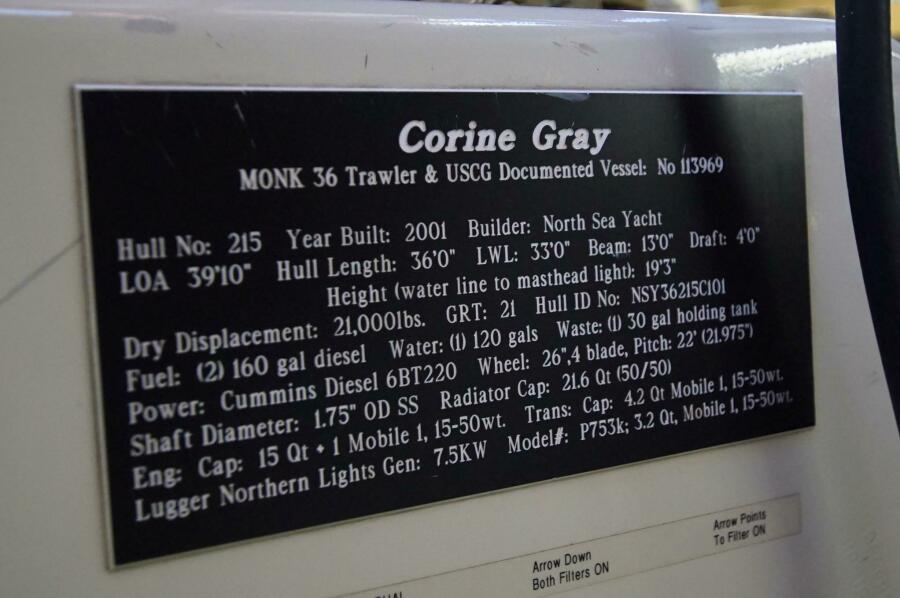 Corine Gray
MONK 36 Trawler & USCG Documented Vessel: No 113969
Hull No: 215 Year Built: 2001 Builder: North Sea Yacht
LOA 39'10" Hull Length: 36'0" LWL: 33'0" Beam: 13'0" Draft: 4'0"
Height (water line to masthead light): 19'3"
Dry Displacement: 21,000lbs. GRT: 21 Hull ID No: NSY36215C101
Fuel: (2) 160 gal diesel Water: (1) 120 gals Waste: (1) 30 gal holding tank
Power: Cummins Diesel 6BT220 Wheel: 26",4 blade, Pitch: 22' (21.975")
Shaft Diameter: 1.75" OD SS Radiator Cap: 21.6 Qt (50/50)
Eng: Cap: 15 Qt + 1 Mobile 1, 15-50wt. Trans: Cap: 4.2 Qt Mobile 1, 15-50wt.
Lugger Northern Lights Gen: 7.5KW Model#: P753k; 3.2 Qt, Mobile 1, 15-50wt.
Arrow Down
Both Filters ON
Arrow Points
To Filter ON